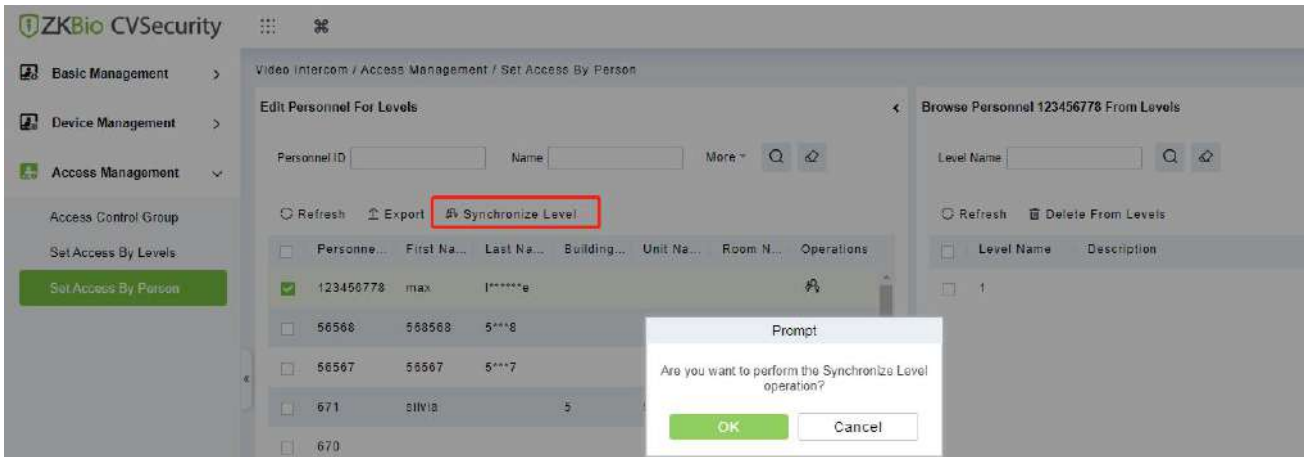 ZKBio CVSecurity
Basic Management
Device Management
Access Management
Access Control Group
Set Access By Levels
Set Access By Person
Video Intercom / Access Management / Set Access By Person
Edit Personnel For Levels
Personnel ID Name More
Refresh Export Synchronize Level
Personne... First Na... Last Na... Building... Unit Na... Room N... Operations
123456778 max l******e
56568 568568 5***8
56567 56567 5***7
671 silvia 5
670
Browse Personnel 123456778 From Levels
Level Name
Refresh Delete From Levels
Level Name Description
1
Prompt
Are you want to perform the Synchronize Level
operation?
OK Cancel